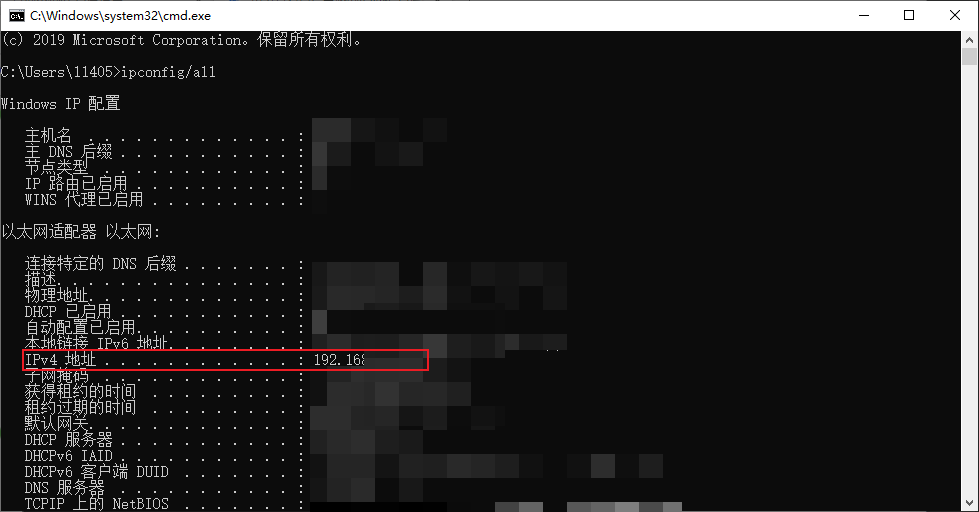 C:\Windows\system32\cmd.exe
(c) 2019 Microsoft Corporation。保留所有权利。
C:\Users\11405>ipconfig/all
Windows IP 配置
主机名 . . . . . . . . . . . . . :
主 DNS 后缀 . . . . . . . . . . . :
节点类型 . . . . . . . . . . . . :
IP 路由已启用 . . . . . . . . . . :
WINS 代理已启用 . . . . . . . . . :
以太网适配器 以太网:
连接特定的 DNS 后缀 . . . . . . . :
描述. . . . . . . . . . . . . . . :
物理地址. . . . . . . . . . . . . :
DHCP 已启用 . . . . . . . . . . . :
自动配置已启用. . . . . . . . . . :
本地链接 IPv6 地址. . . . . . . . :
IPv4 地址 . . . . . . . . . . . . : 192.168
子网掩码 . . . . . . . . . . . . :
获得租约的时间 . . . . . . . . . :
租约过期的时间 . . . . . . . . . :
默认网关. . . . . . . . . . . . . :
DHCP 服务器 . . . . . . . . . . . :
DHCPv6 IAID . . . . . . . . . . . :
DHCPv6 客户端 DUID . . . . . . . :
DNS 服务器 . . . . . . . . . . . :
TCPIP 上的 NetBIOS . . . . . . . :